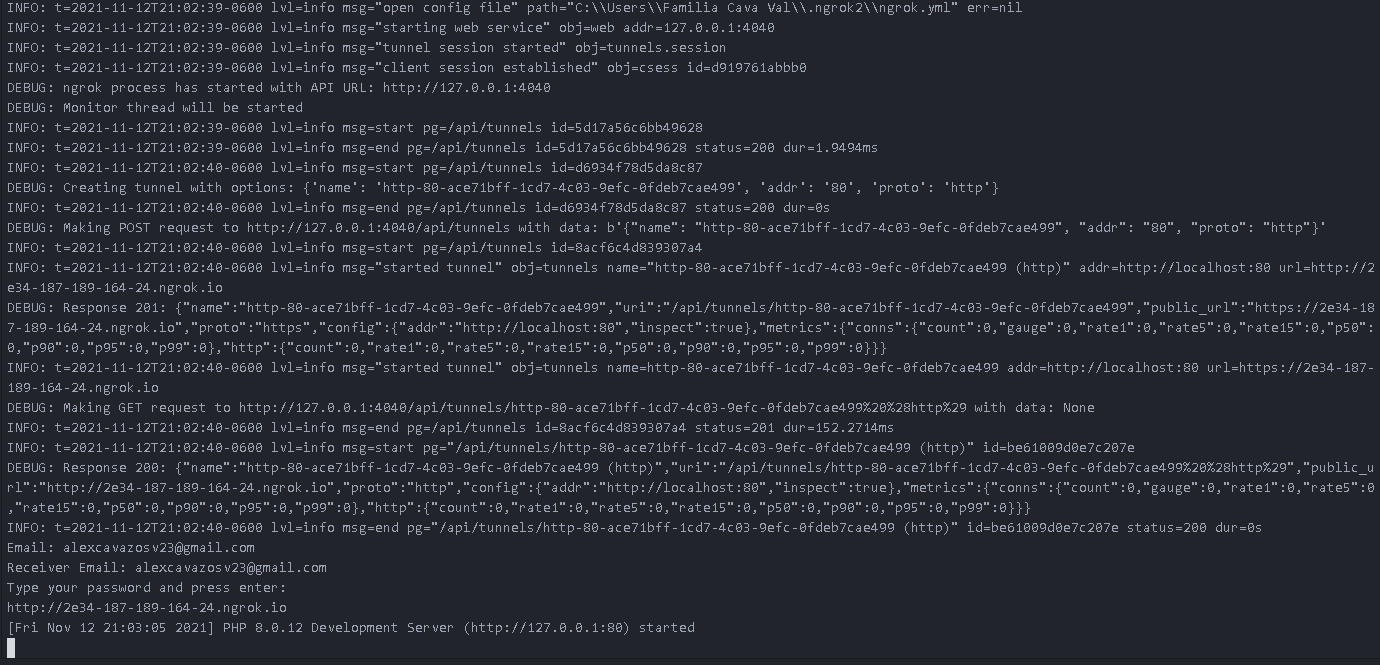 INFO: t=2021-11-12T21:02:39-0600 lvl=info msg="open config file" path="C:\\Users\\Familia Cava Val\\.ngrok2\\ngrok.yml" err=nil
INFO: t=2021-11-12T21:02:39-0600 lvl=info msg="starting web service" obj=web addr=127.0.0.1:4040
INFO: t=2021-11-12T21:02:39-0600 lvl=info msg="tunnel session started" obj=tunnels.session
INFO: t=2021-11-12T21:02:39-0600 lvl=info msg="client session established" obj=csess id=d919761abbb0
DEBUG: ngrok process has started with API URL: http://127.0.0.1:4040
DEBUG: Monitor thread will be started
INFO: t=2021-11-12T21:02:39-0600 lvl=info msg=start pg=/api/tunnels id=5d17a56c6bb49628
INFO: t=2021-11-12T21:02:39-0600 lvl=info msg=end pg=/api/tunnels id=5d17a56c6bb49628 status=200 dur=1.9494ms
INFO: t=2021-11-12T21:02:40-0600 lvl=info msg=start pg=/api/tunnels id=d6934f78d5da8c87
DEBUG: Creating tunnel with options: {'name': 'http-80-ace71bff-1cd7-4c03-9efc-0fdeb7cae499', 'addr': '80', 'proto': 'http'}
INFO: t=2021-11-12T21:02:40-0600 lvl=info msg=end pg=/api/tunnels id=d6934f78d5da8c87 status=200 dur=0s
DEBUG: Making POST request to http://127.0.0.1:4040/api/tunnels with data: b'{"name": "http-80-ace71bff-1cd7-4c03-9efc-0fdeb7cae499", "addr": "80", "proto": "http"}'
INFO: t=2021-11-12T21:02:40-0600 lvl=info msg=start pg=/api/tunnels id=8acf6c4d839307a4
INFO: t=2021-11-12T21:02:40-0600 lvl=info msg="started tunnel" obj=tunnels name="http-80-ace71bff-1cd7-4c03-9efc-0fdeb7cae499 (http)" addr=http://localhost:80 url=http://2
e34-187-189-164-24.ngrok.io
DEBUG: Response 201: {"name":"http-80-ace71bff-1cd7-4c03-9efc-0fdeb7cae499","uri":"/api/tunnels/http-80-ace71bff-1cd7-4c03-9efc-0fdeb7cae499","public_url":"https://2e34-18
7-189-164-24.ngrok.io","proto":"https","config":{"addr":"http://localhost:80","inspect":true},"metrics":{"conns":{"count":0,"gauge":0,"rate1":0,"rate5":0,"rate15":0,"p50":
0,"p90":0,"p95":0,"p99":0},"http":{"count":0,"rate1":0,"rate5":0,"rate15":0,"p50":0,"p90":0,"p95":0,"p99":0}}}
INFO: t=2021-11-12T21:02:40-0600 lvl=info msg="started tunnel" obj=tunnels name=http-80-ace71bff-1cd7-4c03-9efc-0fdeb7cae499 addr=http://localhost:80 url=https://2e34-187-
189-164-24.ngrok.io
DEBUG: Making GET request to http://127.0.0.1:4040/api/tunnels/http-80-ace71bff-1cd7-4c03-9efc-0fdeb7cae499%20%28http%29 with data: None
INFO: t=2021-11-12T21:02:40-0600 lvl=info msg=end pg=/api/tunnels id=8acf6c4d839307a4 status=201 dur=152.2714ms
INFO: t=2021-11-12T21:02:40-0600 lvl=info msg=start pg="/api/tunnels/http-80-ace71bff-1cd7-4c03-9efc-0fdeb7cae499 (http)" id=be61009d0e7c207e
DEBUG: Response 200: {"name":"http-80-ace71bff-1cd7-4c03-9efc-0fdeb7cae499 (http)","uri":"/api/tunnels/http-80-ace71bff-1cd7-4c03-9efc-0fdeb7cae499%20%28http%29","public_u
rl":"http://2e34-187-189-164-24.ngrok.io","proto":"http","config":{"addr":"http://localhost:80","inspect":true},"metrics":{"conns":{"count":0,"gauge":0,"rate1":0,"rate5":0
,"rate15":0,"p50":0,"p90":0,"p95":0,"p99":0},"http":{"count":0,"rate1":0,"rate5":0,"rate15":0,"p50":0,"p90":0,"p95":0,"p99":0}}}
INFO: t=2021-11-12T21:02:40-0600 lvl=info msg=end pg="/api/tunnels/http-80-ace71bff-1cd7-4c03-9efc-0fdeb7cae499 (http)" id=be61009d0e7c207e status=200 dur=0s
Email: alexcavazosv23@gmail.com
Receiver Email: alexcavazosv23@gmail.com
Type your password and press enter:
http://2e34-187-189-164-24.ngrok.io
[Fri Nov 12 21:03:05 2021] PHP 8.0.12 Development Server (http://127.0.0.1:80) started